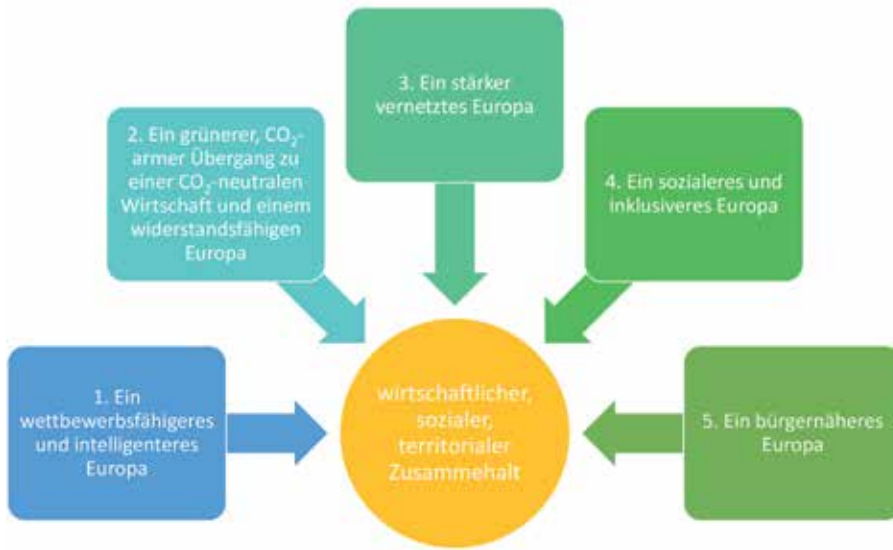 1. Ein
wettbewerbsfähigeres
und intelligenteres
Europa
2. Ein grünerer, CO₂-
armer Übergang zu
einer CO₂-neutralen
Wirtschaft und einem
widerstandsfähigen
Europa
3. Ein stärker
vernetztes Europa
4. Ein sozialeres und
inklusiveres Europa
5. Ein bürgernäheres
Europa
wirtschaftlicher,
sozialer,
territorialer
Zusammehalt